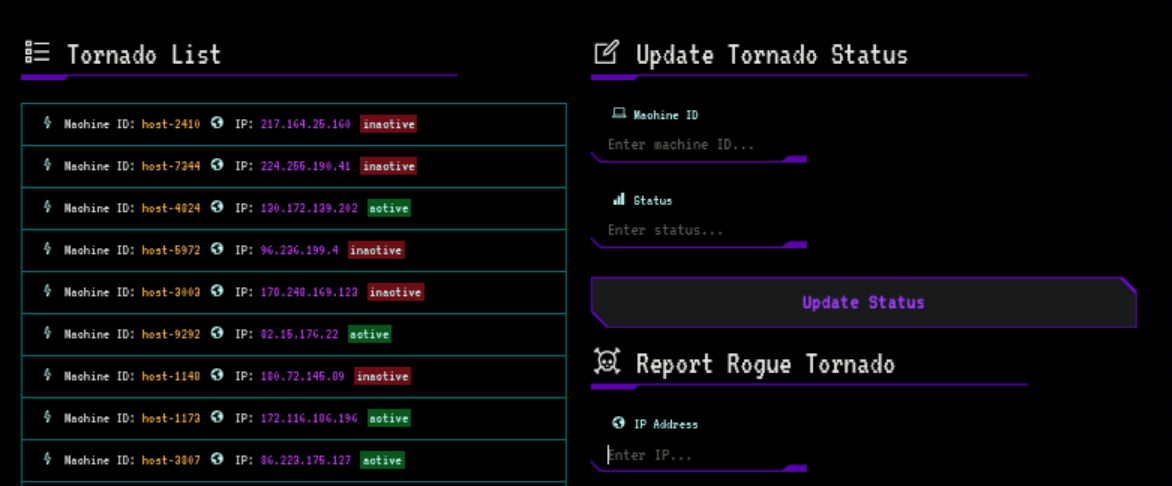 Tornado List
Machine ID: host-2410 IP: 217.164.25.160 inactive
Machine ID: host-7344 IP: 224.255.190.41 inactive
Machine ID: host-4824 IP: 130.172.139.202 active
Machine ID: host-5972 IP: 96.236.199.4 inactive
Machine ID: host-3003 IP: 178.248.169.123 inactive
Machine ID: host-9292 IP: 82.15.176.22 active
Machine ID: host-1148 IP: 180.72.145.89 inactive
Machine ID: host-1173 IP: 172.116.186.196 active
Machine ID: host-3807 IP: 86.223.175.127 active
Update Tornado Status
Machine ID
Enter machine ID...
Status
Enter status...
Update Status
Report Rogue Tornado
IP Address
Enter IP...